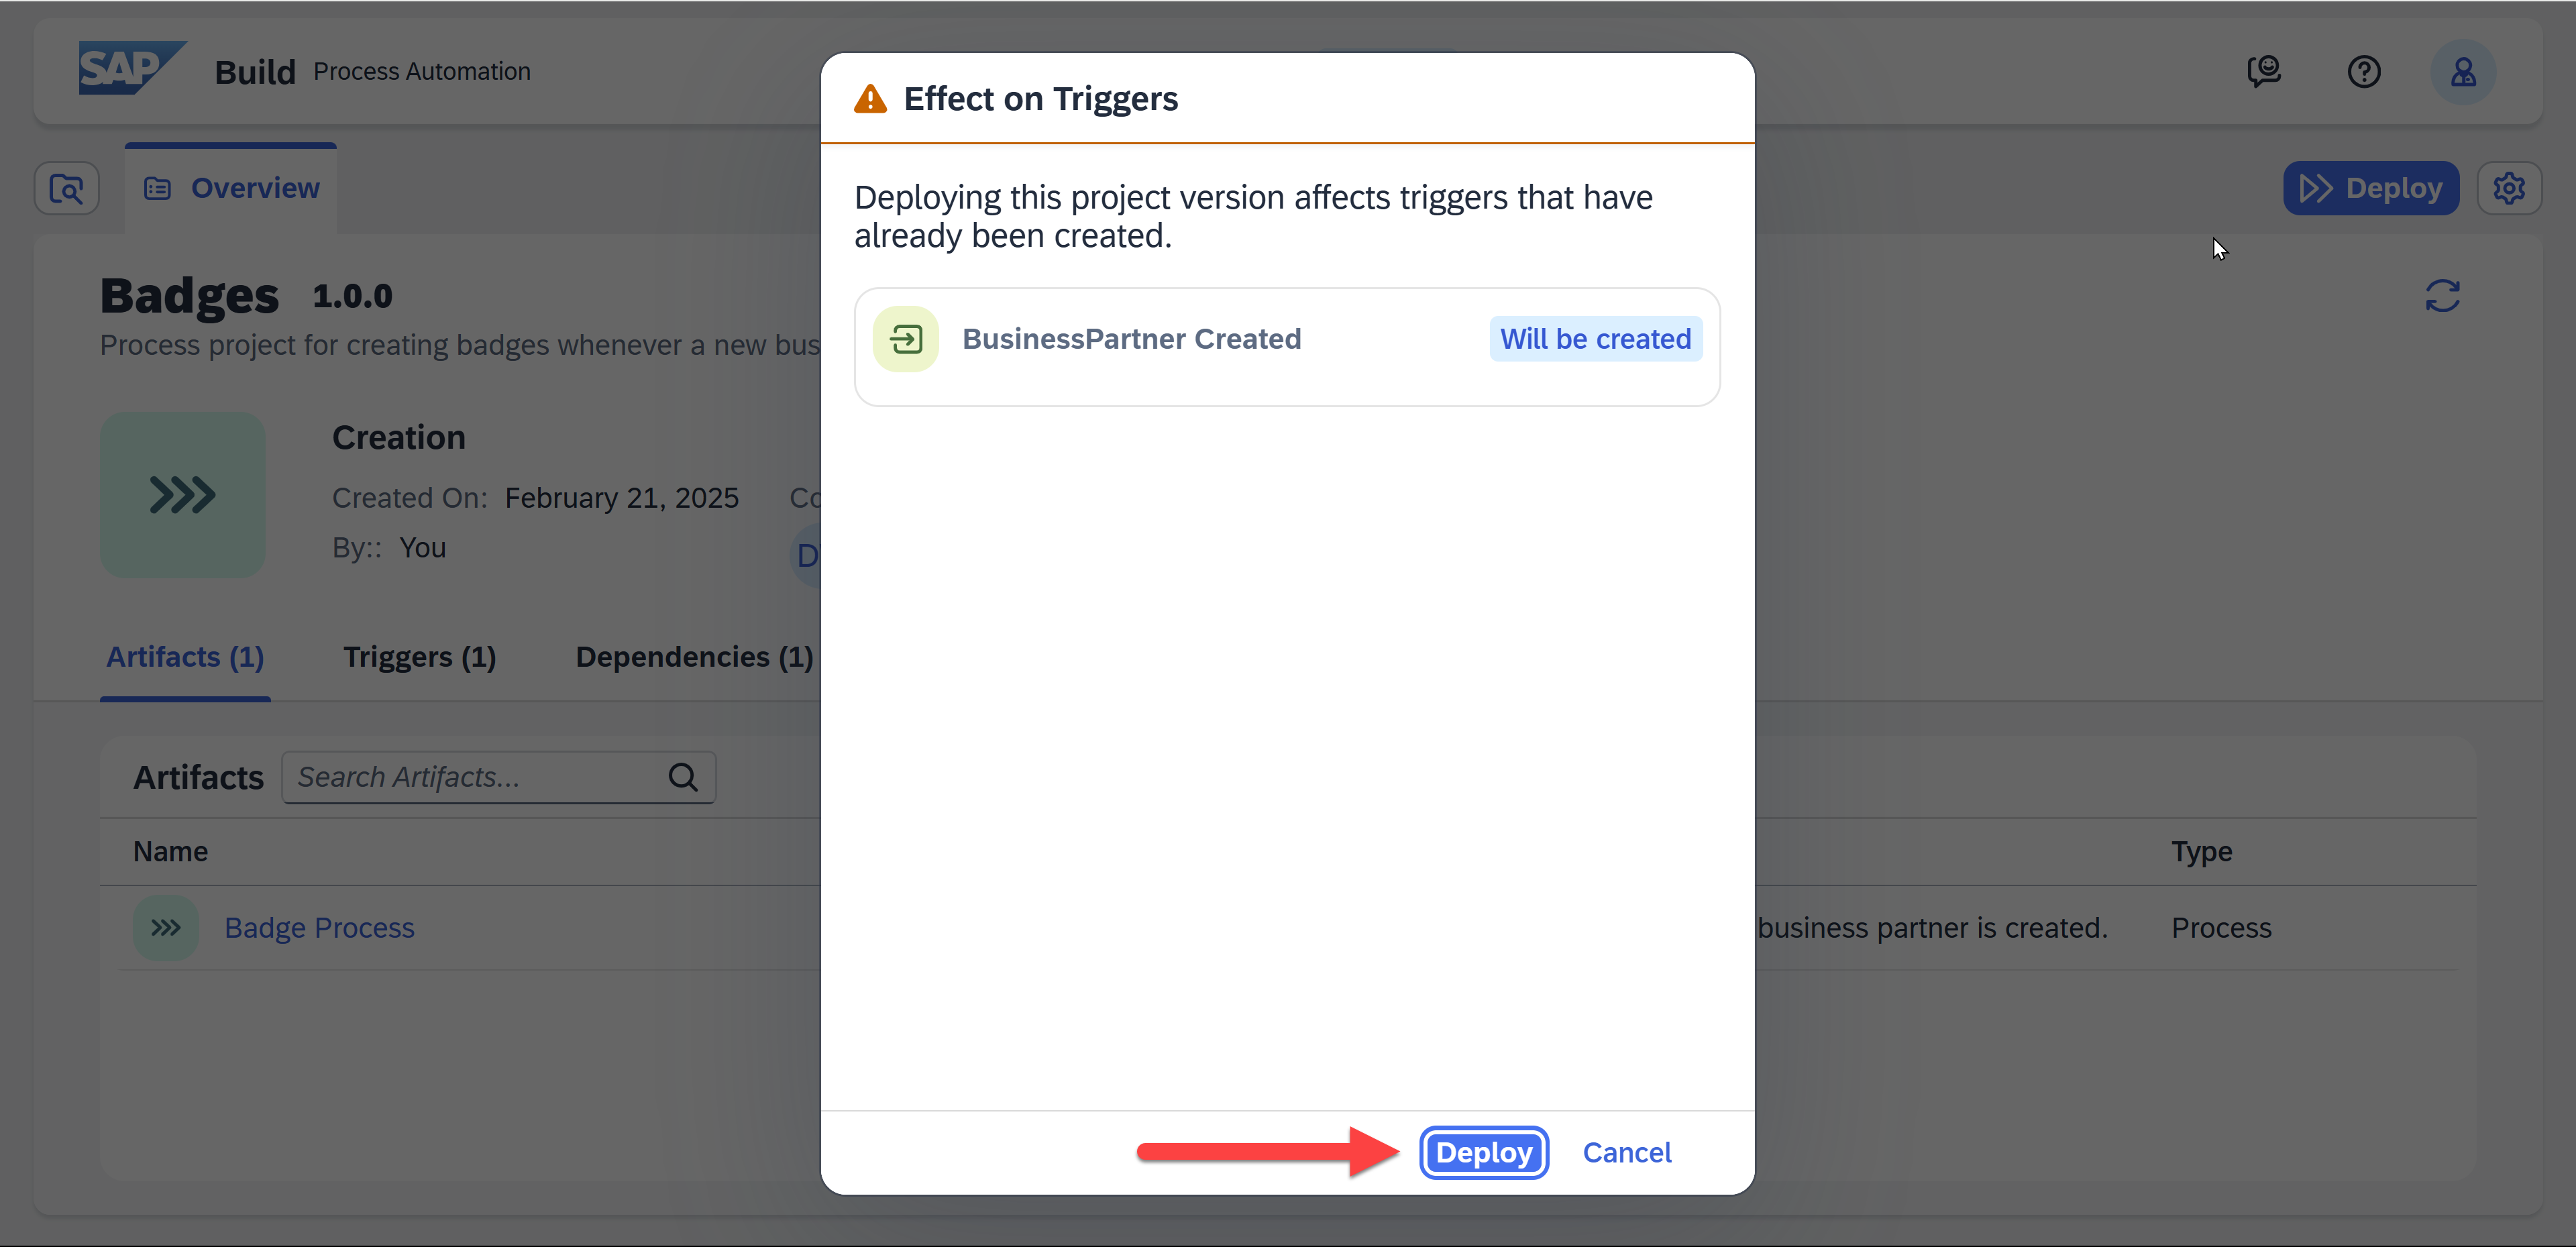 SAP Build Process Automation
Overview
Deploy
Badges 1.0.0
Process project for creating badges whenever a new bus
Creation
Created On: February 21, 2025
By:: You
Artifacts (1) Triggers (1) Dependencies (1)
Artifacts Search Artifacts...
Name Type
Badge Process business partner is created. Process
Effect on Triggers
Deploying this project version affects triggers that have
already been created.
BusinessPartner Created Will be created
Deploy Cancel